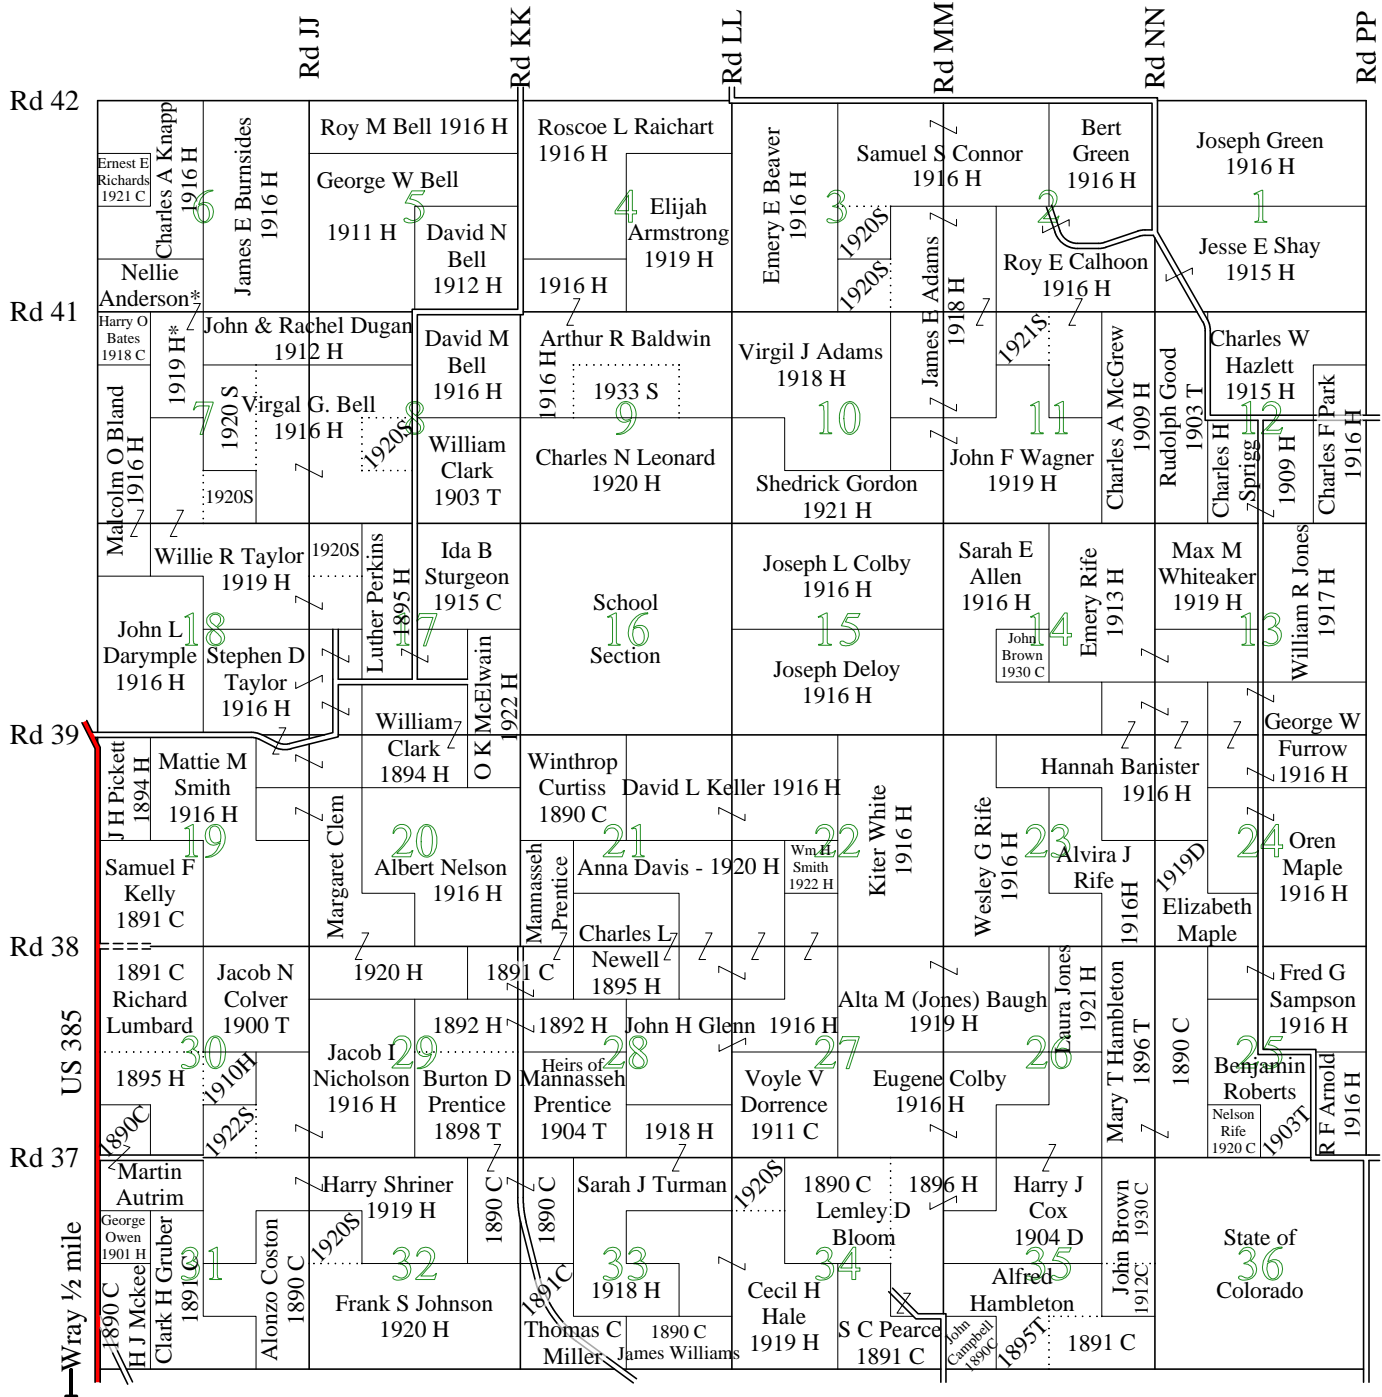 Rd JJ
Rd KK
Rd LL
Rd MM
Rd NN
Rd PP
Rd 42
Ernest E
Richards
1921 C
Charles A Knapp
1916 H
James E Burnsides
1916 H
6
Nellie
Anderson*
Roy M Bell 1916 H
George W Bell
1911 H
5
David N
Bell
1912 H
Roscoe L Raichart
1916 H
4
Elijah
Armstrong
1919 H
1916 H
Emery E Beaver
1916 H
Samuel S Connor
1916 H
3
1920S
1920S
Bert
Green
1916 H
2
James E Adams
1918 H
Roy E Calhoon
1916 H
Joseph Green
1916 H
1
Jesse E Shay
1915 H
Rd 41
Harry O
Bates
1918 C
1919 H*
John & Rachel Dugan
1912 H
Malcolm O Bland
1916 H
7
1920 S
Virgal G. Bell
1916 H
1920S
1920S
8
David M
Bell
1916 H
William
Clark
1903 T
Arthur R Baldwin
1916 H
1933 S
9
Charles N Leonard
1920 H
Virgil J Adams
1918 H
10
Shedrick Gordon
1921 H
1921S
11
John F Wagner
1919 H
Charles A McGrew
1909 H
Rudolph Good
1903 T
Charles W
Hazlett
1915 H
12
Charles H
Sprigg
1909 H
Charles F Park
1916 H
Willie R Taylor
1919 H
18
John L
Darymple
1916 H
Stephen D
Taylor
1916 H
1920S
Luther Perkins
1895 H
17
Ida B
Sturgeon
1915 C
O K McElwain
1922 H
William
Clark
1894 H
School
16
Section
Joseph L Colby
1916 H
15
Joseph Deloy
1916 H
Sarah E
Allen
1916 H
14
John
Brown
1930 C
Emery Rife
1913 H
Max M
Whiteaker
1919 H
13
William R Jones
1917 H
George W
Furrow
1916 H
Rd 39
J H Pickett
1894 H
Mattie M
Smith
1916 H
19
Samuel F
Kelly
1891 C
Margaret Clem
20
Albert Nelson
1916 H
Winthrop
Curtiss
1890 C
David L Keller 1916 H
21
Mannasseh
Prentice
Anna Davis - 1920 H
22
Wm H
Smith
1922 H
Kiter White
1916 H
Charles L
Newell
1895 H
Wesley G Rife
1916 H
23
Hannah Banister
1916 H
Alvira J
Rife
1916H
1919D
Elizabeth
Maple
24
Oren
Maple
1916 H
Rd 38
1891 C
Richard
Lumbard
Jacob N
Colver
1900 T
30
1895 H
1910H
1890C
1922S
1920 H
1891 C
1892 H
29
Jacob I
Nicholson
1916 H
Burton D
Prentice
1898 T
1892 H
John H Glenn
1916 H
28
Heirs of
Mannasseh
Prentice
1904 T
1918 H
Alta M (Jones) Baugh
1919 H
27
Voyle V
Dorrence
1911 C
Eugene Colby
1916 H
Laura Jones
1921 H
26
Mary T Hambleton
1896 T
1890 C
Fred G
Sampson
1916 H
25
Benjamin
Roberts
Nelson
Rife
1920 C
1903T
R F Arnold
1916 H
US 385
Rd 37
Martin
Autrim
George
Owen
1901 H
31
1890 C
H J Mckee
Clark H Gruber
1891 C
Alonzo Coston
1890 C
Harry Shriner
1919 H
1920S
32
1890 C
Frank S Johnson
1920 H
1890 C
Sarah J Turman
33
1918 H
1891C
Thomas C
Miller
1890 C
James Williams
1920S
1890 C
Lemley D
Bloom
1896 H
34
Cecil H
Hale
1919 H
S C Pearce
1891 C
Harry J
Cox
1904 D
35
Alfred
Hambleton
John Brown
1930 C
1912C
John
Campbell
1890C
1895T
1891 C
State of
36
Colorado
Wray ½ mile